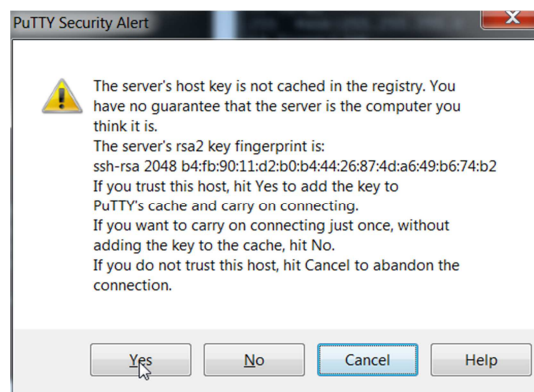 PuTTY Security Alert
The server's host key is not cached in the registry. You
have no guarantee that the server is the computer you
think it is.
The server's rsa2 key fingerprint is:
ssh-rsa 2048 b4:fb:90:11:d2:b0:b4:44:26:87:4d:a6:49:b6:74:b2
If you trust this host, hit Yes to add the key to
PuTTY's cache and carry on connecting.
If you want to carry on connecting just once, without
adding the key to the cache, hit No.
If you do not trust this host, hit Cancel to abandon the
connection.
Yes No Cancel Help